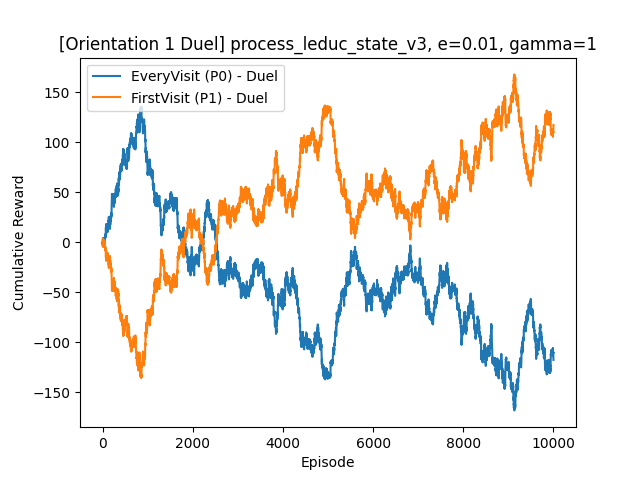 [Orientation 1 Duel] process_leduc_state_v3, e=0.01, gamma=1
EveryVisit (P0) - Duel
FirstVisit (P1) - Duel
150
100
50
0
−50
−100
−150
Cumulative Reward
0 2000 4000 6000 8000 10000
Episode